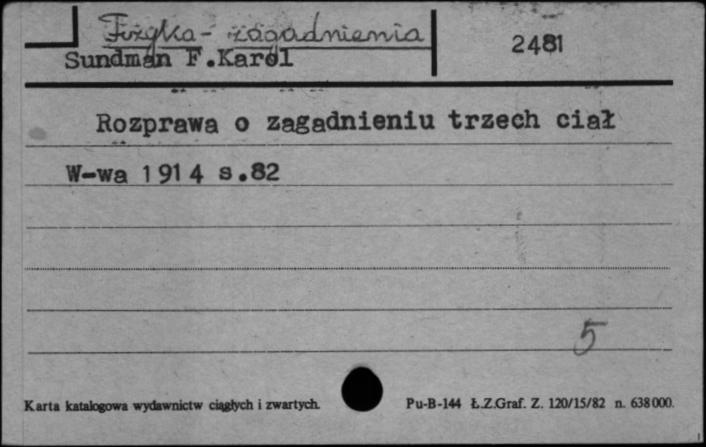 Fizyka - zagadnienia
2481
Sundman F.Karol
Rozprawa o zagadnieniu trzech ciał
W-wa 1914 s.82
5
Karta katalogowa wydawnictw ciągłych i zwartych.
Pu-B-144 Ł.Z.Graf. Z. 120/15/82 n. 638000.